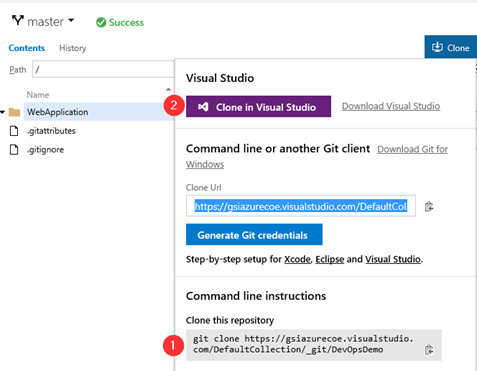 master
Success
Contents History
Clone
Path /
Name
WebApplication
.gitattributes
.gitignore
Visual Studio
2 Clone in Visual Studio Download Visual Studio
Command line or another Git client Download Git for
Windows
Clone Url
https://gsiazurecoe.visualstudio.com/DefaultCol
Generate Git credentials
Step-by-step setup for Xcode, Eclipse and Visual Studio.
Command line instructions
Clone this repository
1 git clone https://gsiazurecoe.visualstudio.
com/DefaultCollection/_git/DevOpsDemo